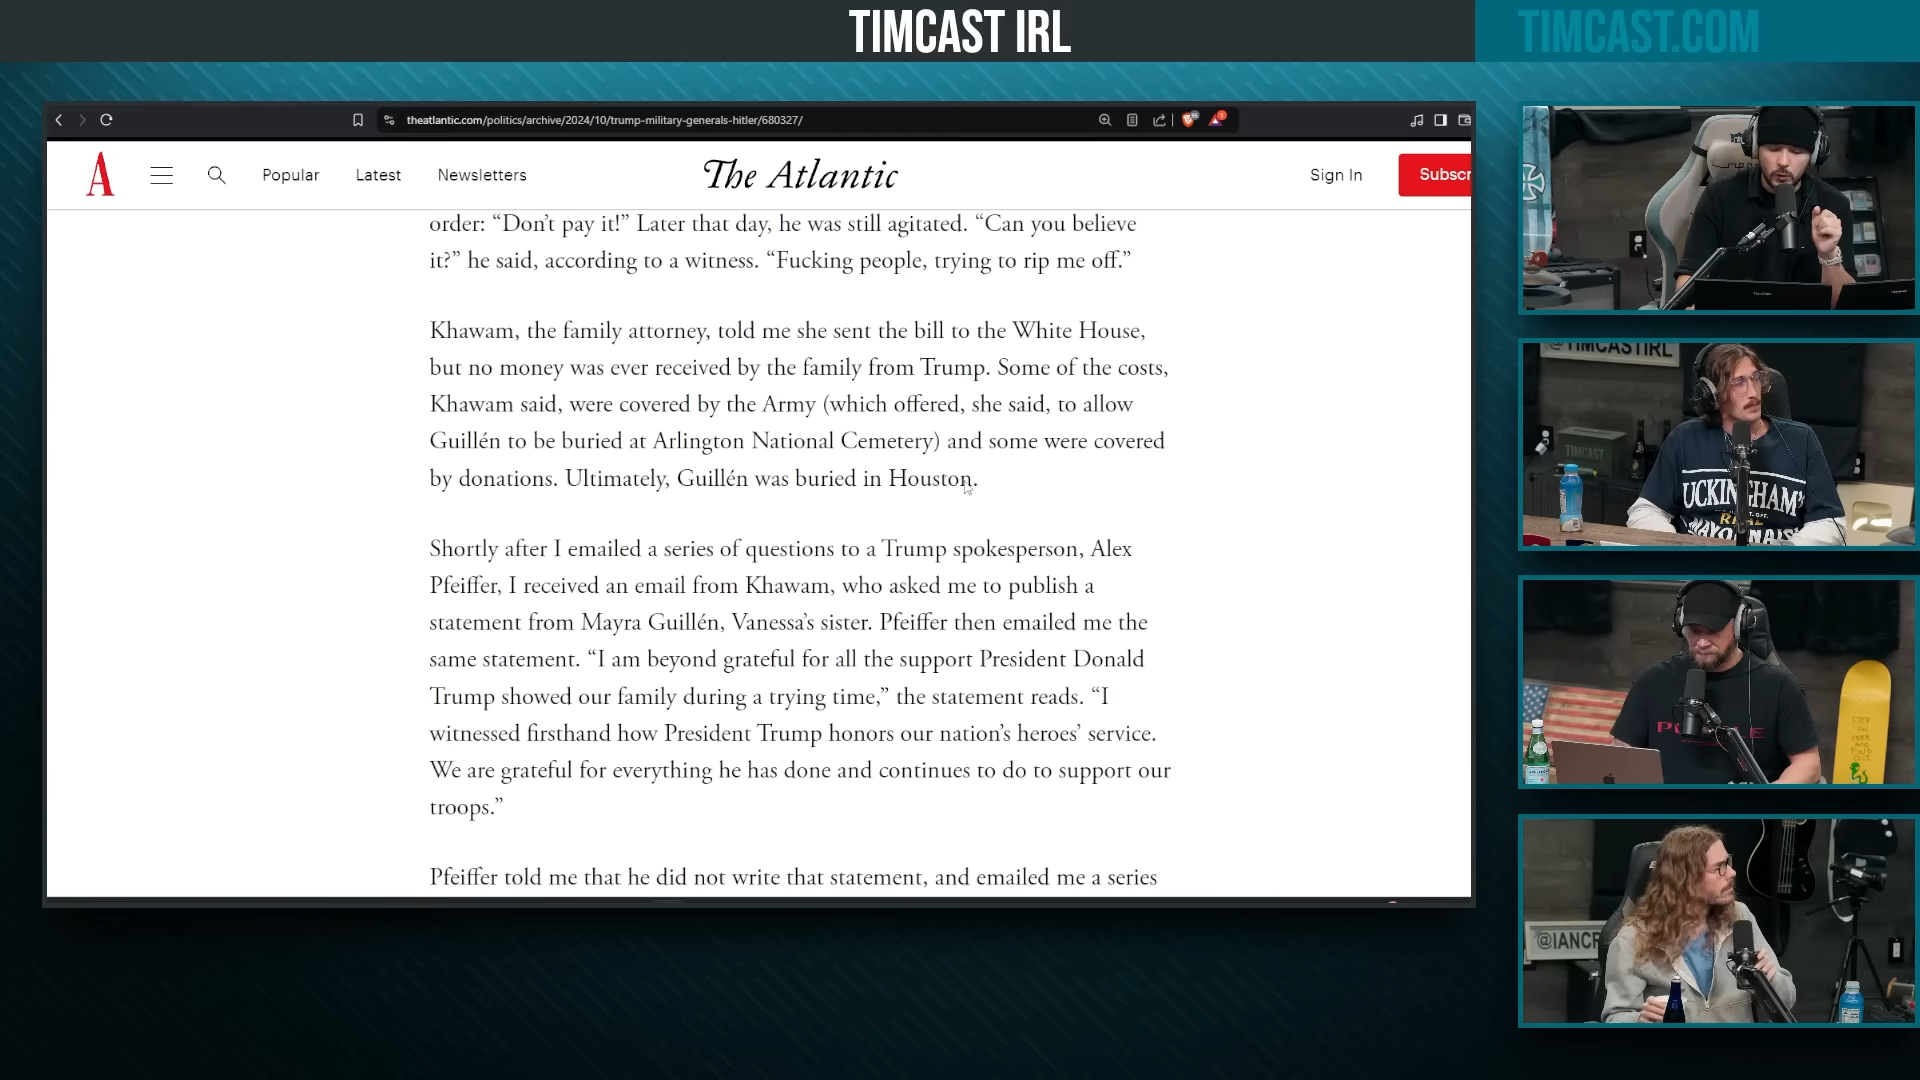 TIMCAST IRL
TIMCAST.COM
theatlantic.com/politics/archive/2024/10/trump-military-generals-hitler/680327/
A
Popular
Latest
Newsletters
The Atlantic
Sign In
Subscr
order: “Don’t pay it!” Later that day, he was still agitated. “Can you believe
it?” he said, according to a witness. “Fucking people, trying to rip me off.”
Khawam, the family attorney, told me she sent the bill to the White House,
but no money was ever received by the family from Trump. Some of the costs,
Khawam said, were covered by the Army (which offered, she said, to allow
Guillén to be buried at Arlington National Cemetery) and some were covered
by donations. Ultimately, Guillén was buried in Houston.
Shortly after I emailed a series of questions to a Trump spokesperson, Alex
Pfeiffer, I received an email from Khawam, who asked me to publish a
statement from Mayra Guillén, Vanessa’s sister. Pfeiffer then emailed me the
same statement. “I am beyond grateful for all the support President Donald
Trump showed our family during a trying time,” the statement reads. “I
witnessed firsthand how President Trump honors our nation’s heroes’ service.
We are grateful for everything he has done and continues to do to support our
troops.”
Pfeiffer told me that he did not write that statement, and emailed me a series
@TIMCASTIRL
TIMCAST
UCKINGHAM'
STEP
ON
AND
FIND
OUT
@IANCR